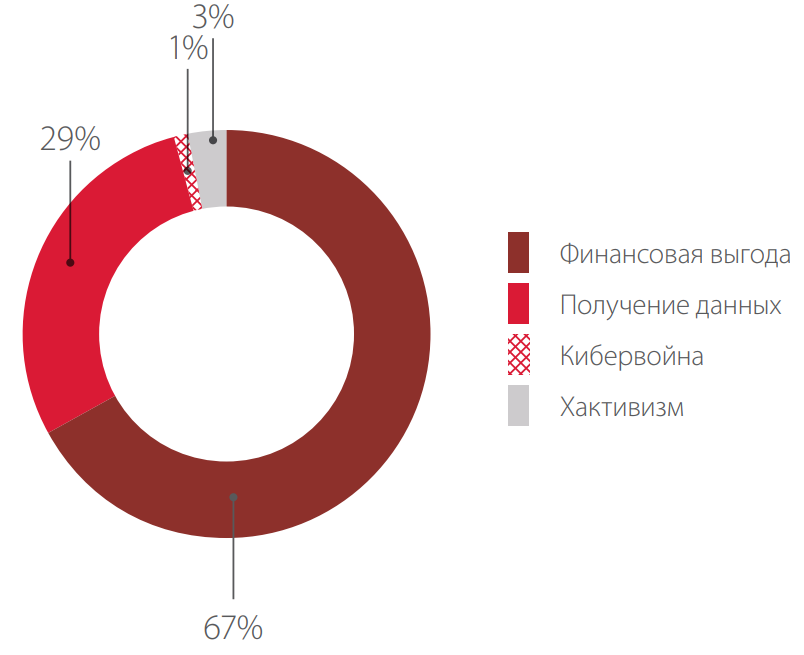 3%
1%
29%
Финансовая выгода
Получение данных
Кибервойна
Хактивизм
67%